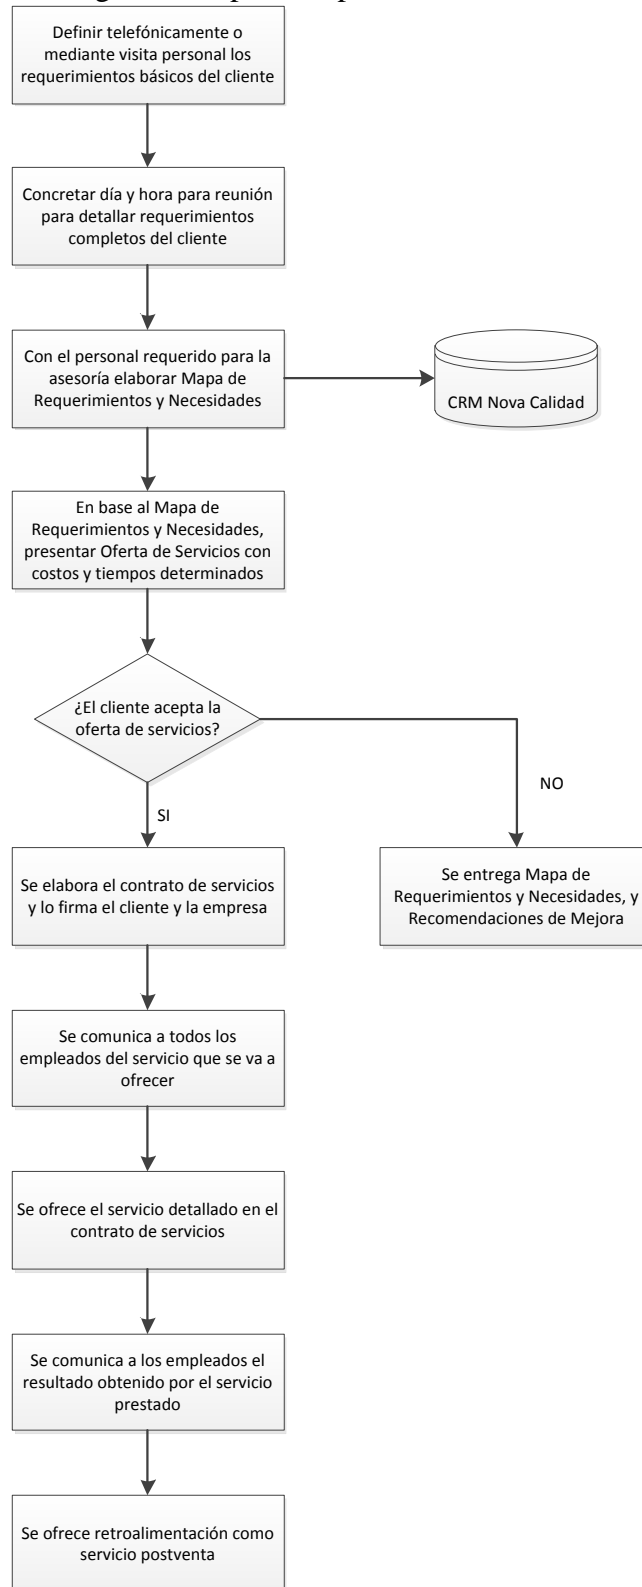 Definir telefónicamente o
mediante visita personal los
requerimientos básicos del cliente
Concretar día y hora para reunión
para detallar requerimientos
completos del cliente
Con el personal requerido para la
asesoría elaborar Mapa de
Requerimientos y Necesidades
CRM Nova Calidad
En base al Mapa de
Requerimientos y Necesidades,
presentar Oferta de Servicios con
costos y tiempos determinados
¿El cliente acepta la
oferta de servicios?
NO
SI
Se elabora el contrato de servicios
y lo firma el cliente y la empresa
Se entrega Mapa de
Requerimientos y Necesidades, y
Recomendaciones de Mejora
Se comunica a todos los
empleados del servicio que se va a
ofrecer
Se ofrece el servicio detallado en el
contrato de servicios
Se comunica a los empleados el
resultado obtenido por el servicio
prestado
Se ofrece retroalimentación como
servicio postventa